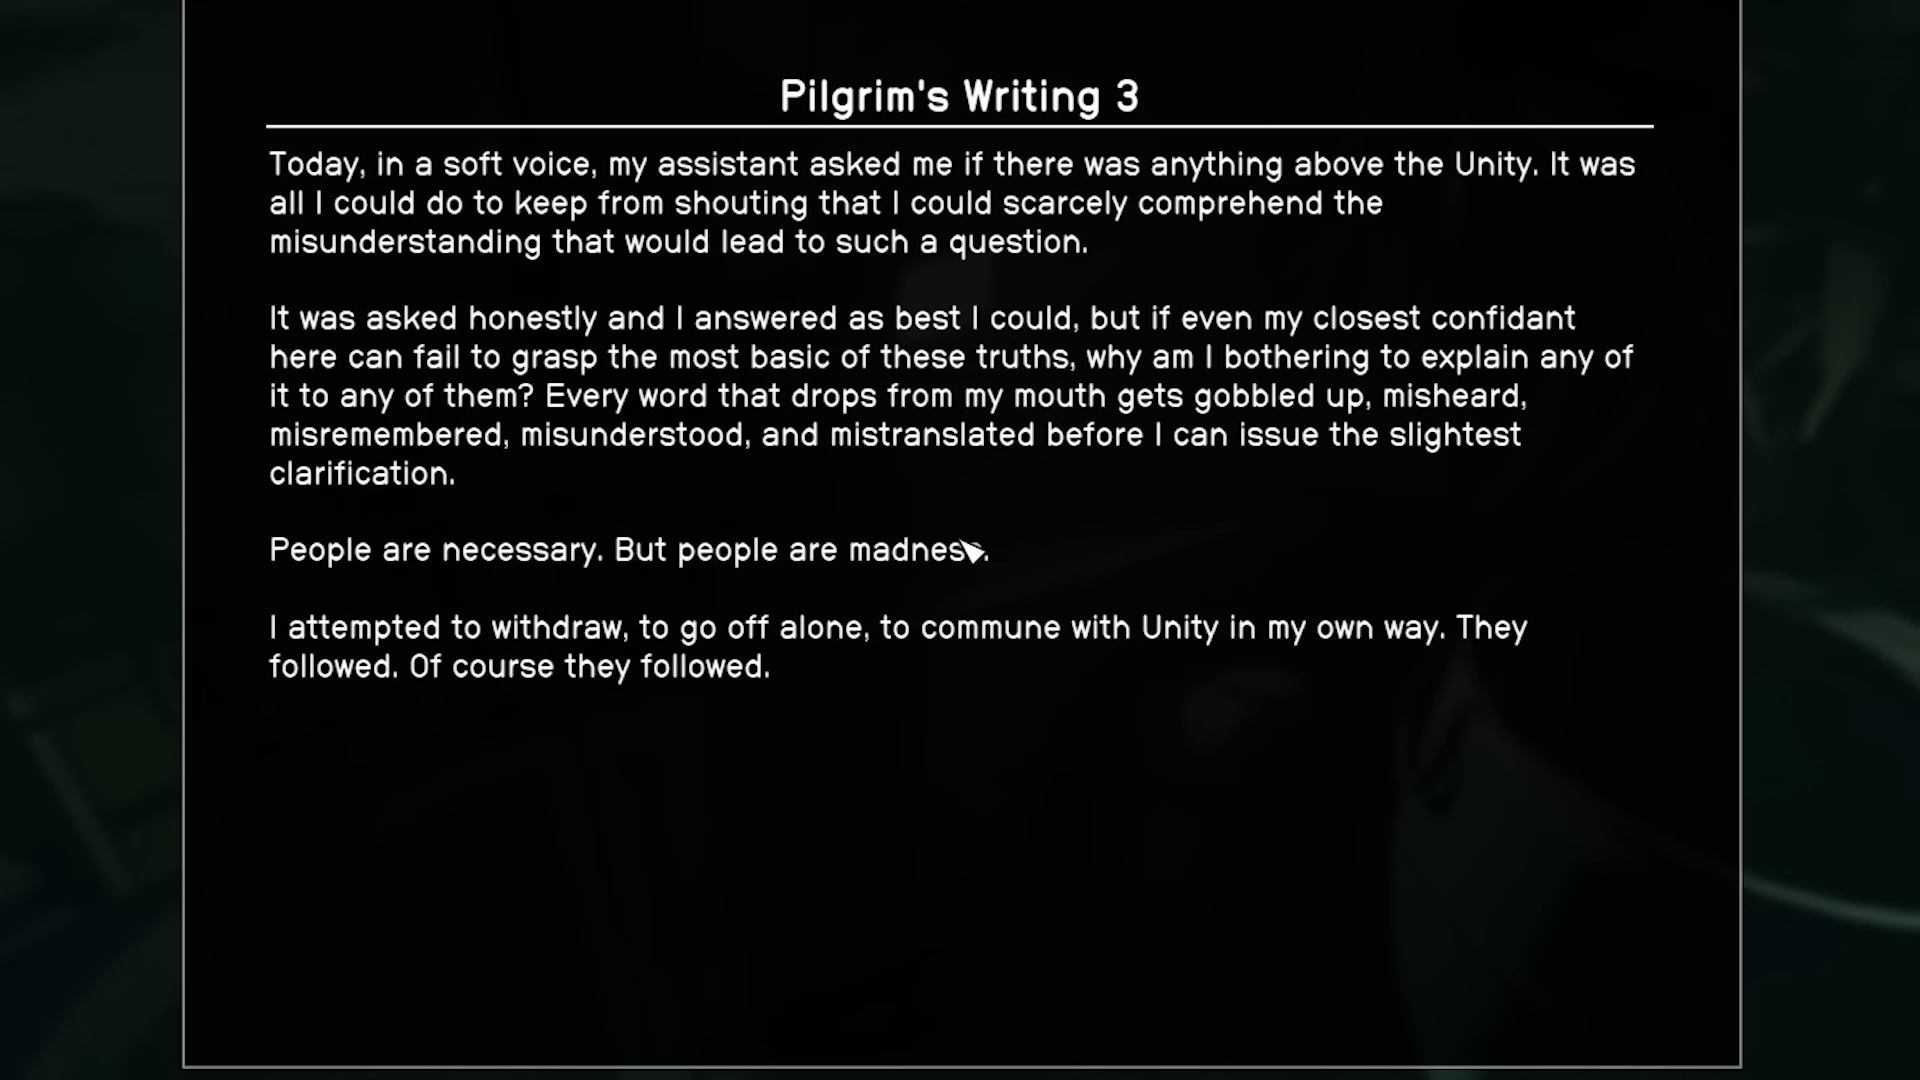 Pilgrim's Writing 3
Today, in a soft voice, my assistant asked me if there was anything above the Unity. It was
all I could do to keep from shouting that I could scarcely comprehend the
misunderstanding that would lead to such a question.
It was asked honestly and I answered as best I could, but if even my closest confidant
here can fail to grasp the most basic of these truths, why am I bothering to explain any of
it to any of them? Every word that drops from my mouth gets gobbled up, misheard,
misremembered, misunderstood, and mistranslated before I can issue the slightest
clarification.
People are necessary. But people are madness.
I attempted to withdraw, to go off alone, to commune with Unity in my own way. They
followed. Of course they followed.